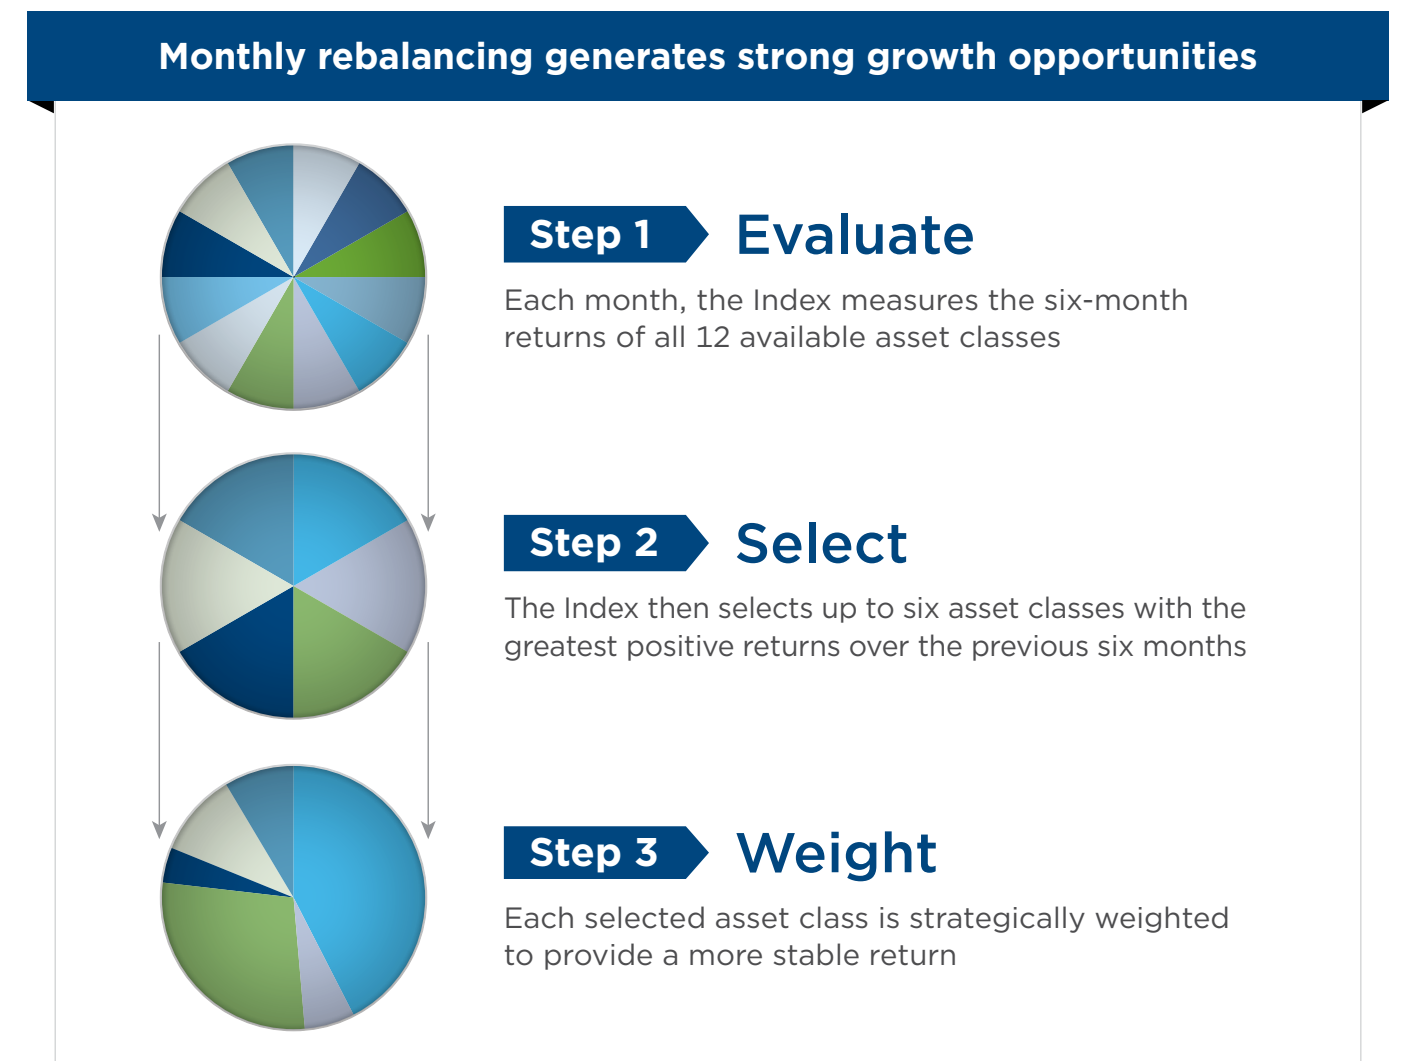 Monthly rebalancing generates strong growth opportunities
Step 1
Evaluate
Each month, the Index measures the six-month
returns of all 12 available asset classes
Step 2
Select
The Index then selects up to six asset classes with the
greatest positive returns over the previous six months
Step 3
Weight
Each selected asset class is strategically weighted
to provide a more stable return